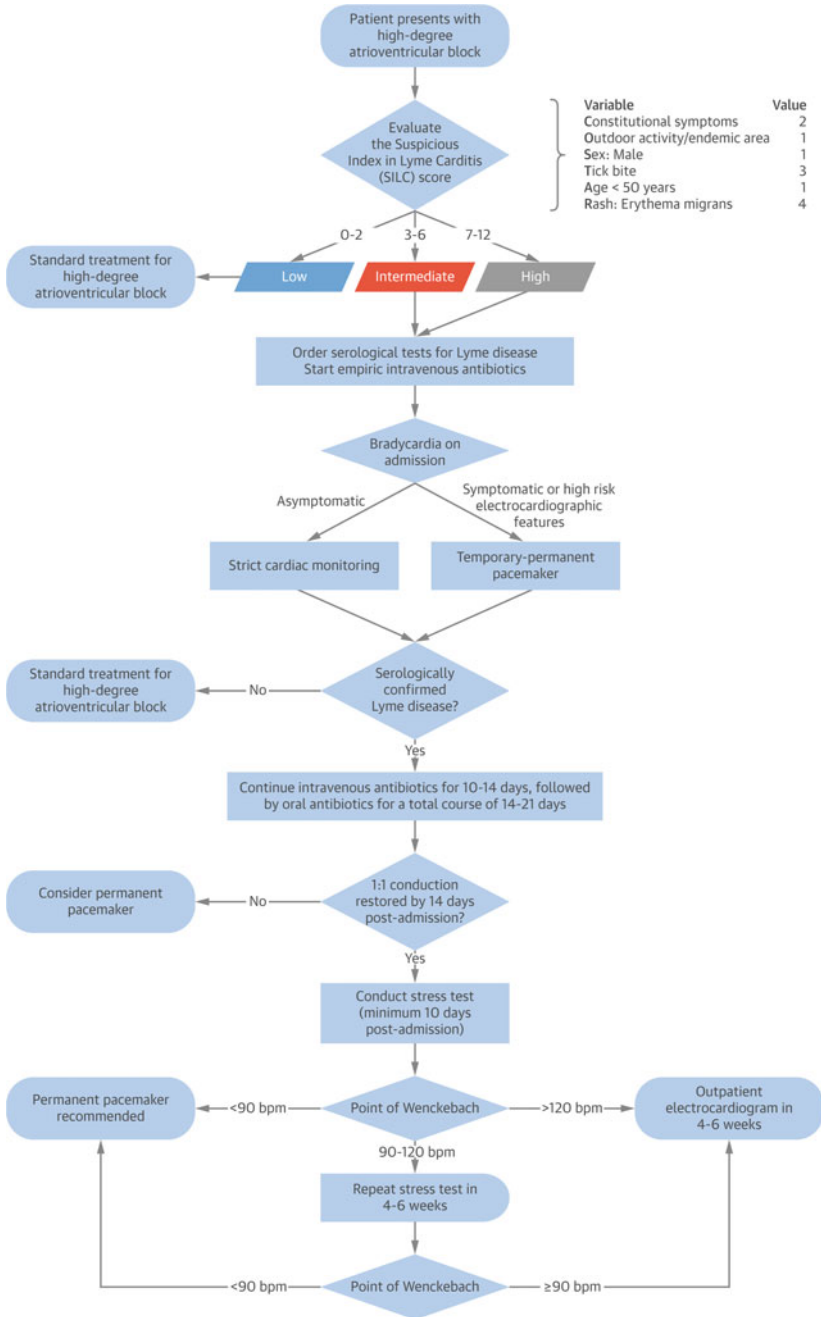 Patient presents with
high-degree
atrioventricular block
Evaluate
the Suspicious
Index in Lyme Carditis
(SILC) score
Variable Value
Constitutional symptoms 2
Outdoor activity/endemic area 1
Sex: Male 1
Tick bite 3
Age < 50 years 1
Rash: Erythema migrans 4
0-2 3-6 7-12
Standard treatment for
high-degree
atrioventricular block
Low Intermediate High
Order serological tests for Lyme disease
Start empiric intravenous antibiotics
Bradycardia on
admission
Asymptomatic
Symptomatic or high risk
electrocardiographic
features
Strict cardiac monitoring
Temporary-permanent
pacemaker
Standard treatment for
high-degree
atrioventricular block
No
Serologically
confirmed
Lyme disease?
Yes
Continue intravenous antibiotics for 10-14 days, followed
by oral antibiotics for a total course of 14-21 days
Consider permanent
pacemaker
No
1:1 conduction
restored by 14 days
post-admission?
Yes
Conduct stress test
(minimum 10 days
post-admission)
Permanent pacemaker
recommended
<90 bpm
Point of Wenckebach
>120 bpm
Outpatient
electrocardiogram in
4-6 weeks
90-120 bpm
Repeat stress test in
4-6 weeks
<90 bpm
Point of Wenckebach
≥90 bpm